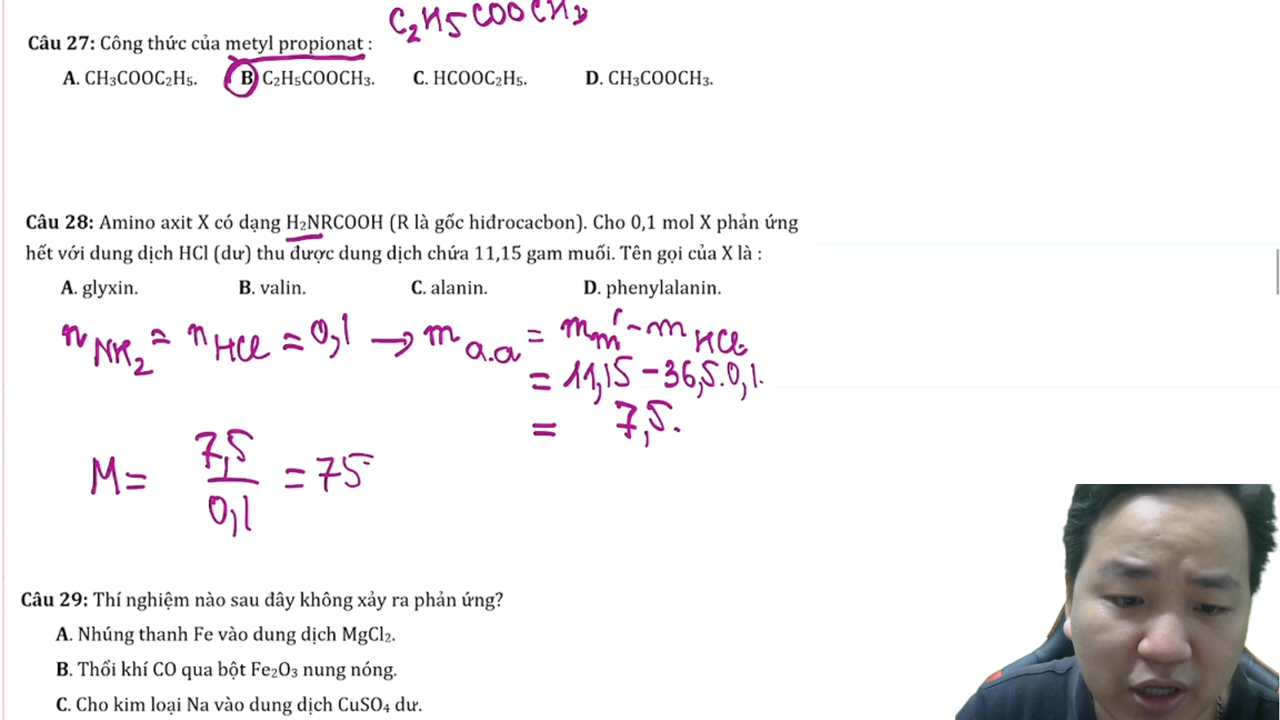 C₂H5COOCH3
Câu 27: Công thức của metyl propionat :
A. CH₃COOC₂H₅. B C₂H₅COOCH₃. C. HCOOC₂H₅. D. CH₃COOCH₃.
Câu 28: Amino axit X có dạng H₂NRCOOH (R là gốc hiđrocacbon). Cho 0,1 mol X phản ứng
hết với dung dịch HCl (dư) thu được dung dịch chứa 11,15 gam muối. Tên gọi của X là :
A. glyxin. B. valin. C. alanin. D. phenylalanin.
n NH₂ = n HCl = 0,1 → m a.a = m m' - m HCl
= 11,15 - 36,5.0,1.
= 7,5.
M = 7,5 / 0,1 = 75
Câu 29: Thí nghiệm nào sau đây không xảy ra phản ứng?
A. Nhúng thanh Fe vào dung dịch MgCl₂.
B. Thổi khí CO qua bột Fe₂O₃ nung nóng.
C. Cho kim loại Na vào dung dịch CuSO₄ dư.